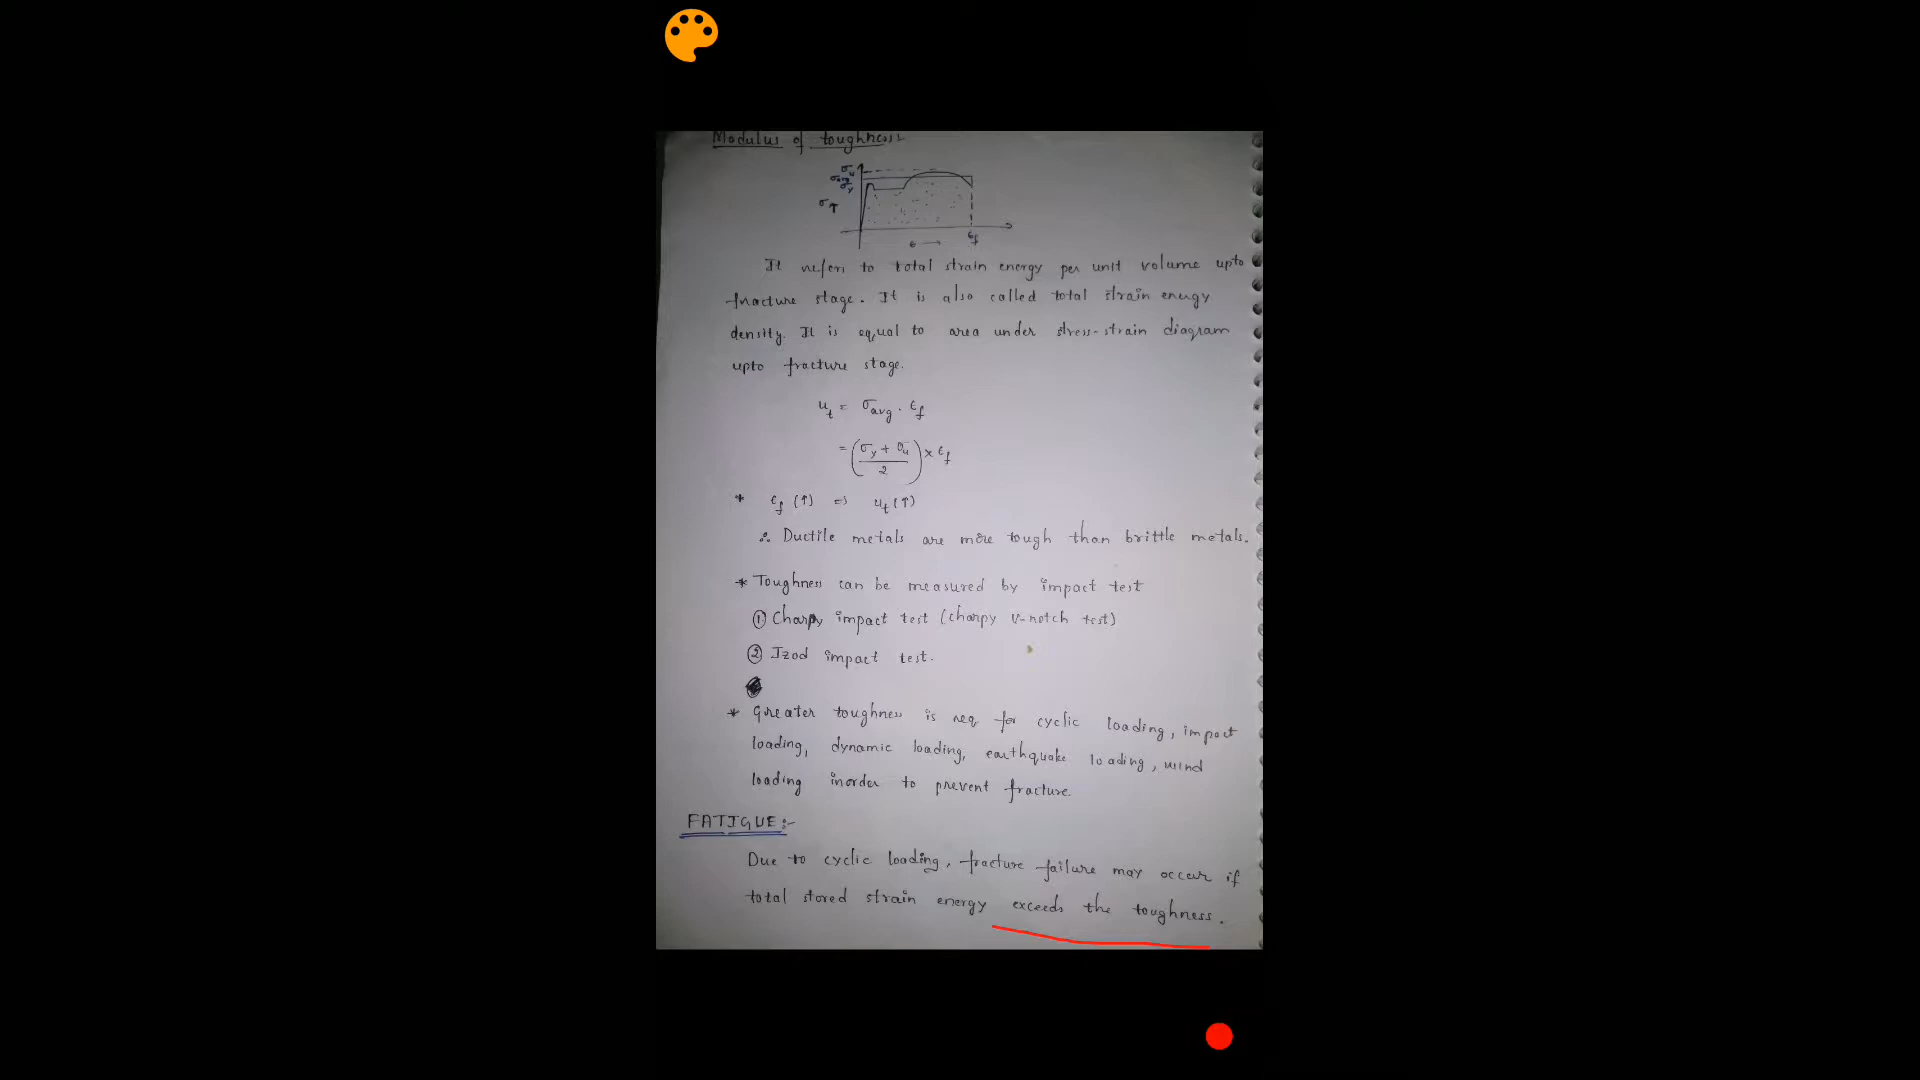 Modulus of toughness
σu
σavg
σy
σ↑
ε → εf
It refers to total strain energy per unit volume upto
fracture stage. It is also called total strain energy
density. It is equal to area under stress-strain diagram
upto fracture stage.
ut = σavg . εf
= (σy + σu / 2) × εf
* εf (↑) ⇒ ut (↑)
∴ Ductile metals are more tough than brittle metals.
* Toughness can be measured by impact test
① Charpy impact test (charpy V-notch test)
② Izod impact test.
* Greater toughness is req for cyclic loading, impact
loading, dynamic loading, earthquake loading, wind
loading inorder to prevent fracture.
FATIGUE:-
Due to cyclic loading, fracture failure may occur if
total stored strain energy exceeds the toughness.